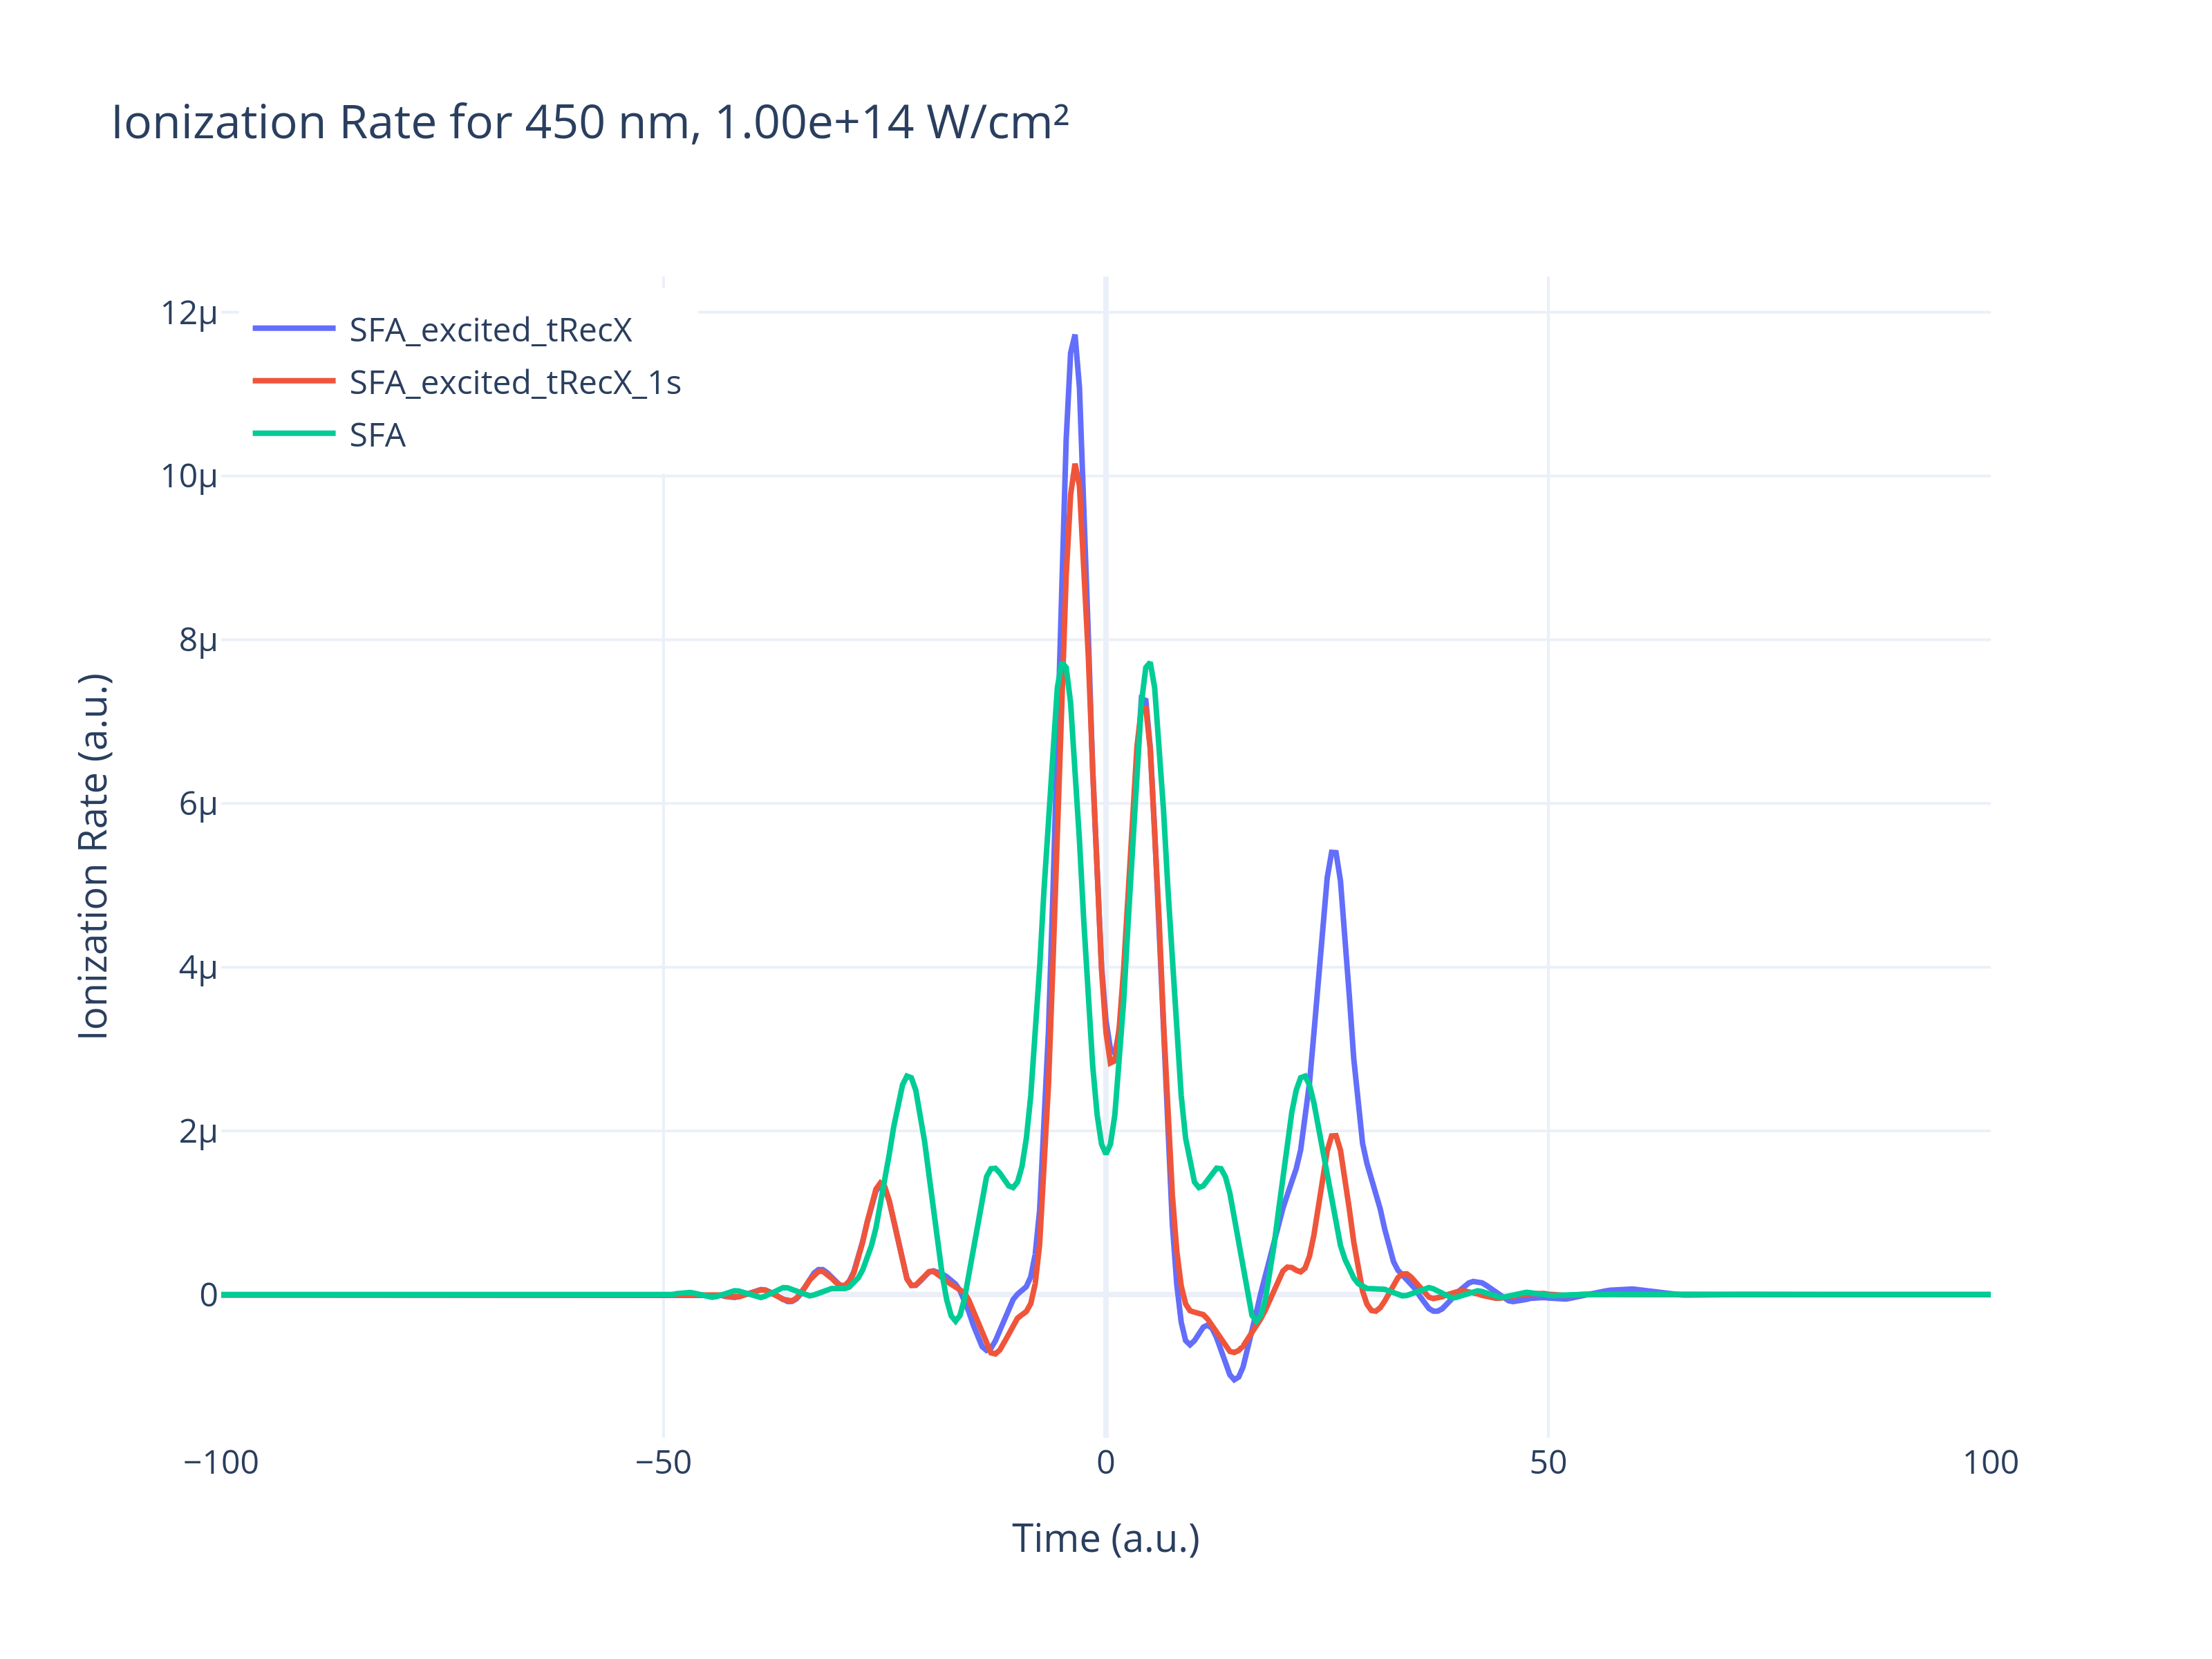 Ionization Rate for 450 nm, 1.00e+14 W/cm²
SFA_excited_tRecX
SFA_excited_tRecX_1s
SFA
12μ
10μ
8μ
6μ
4μ
2μ
0
Ionization Rate (a.u.)
−100
−50
0
50
100
Time (a.u.)